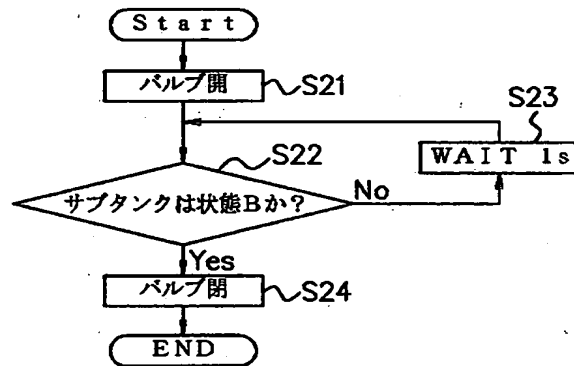 Start
バルブ開
S21
S23
WAIT 1s
S22
サブタンクは状態Bか?
No
Yes
バルブ閉
S24
END